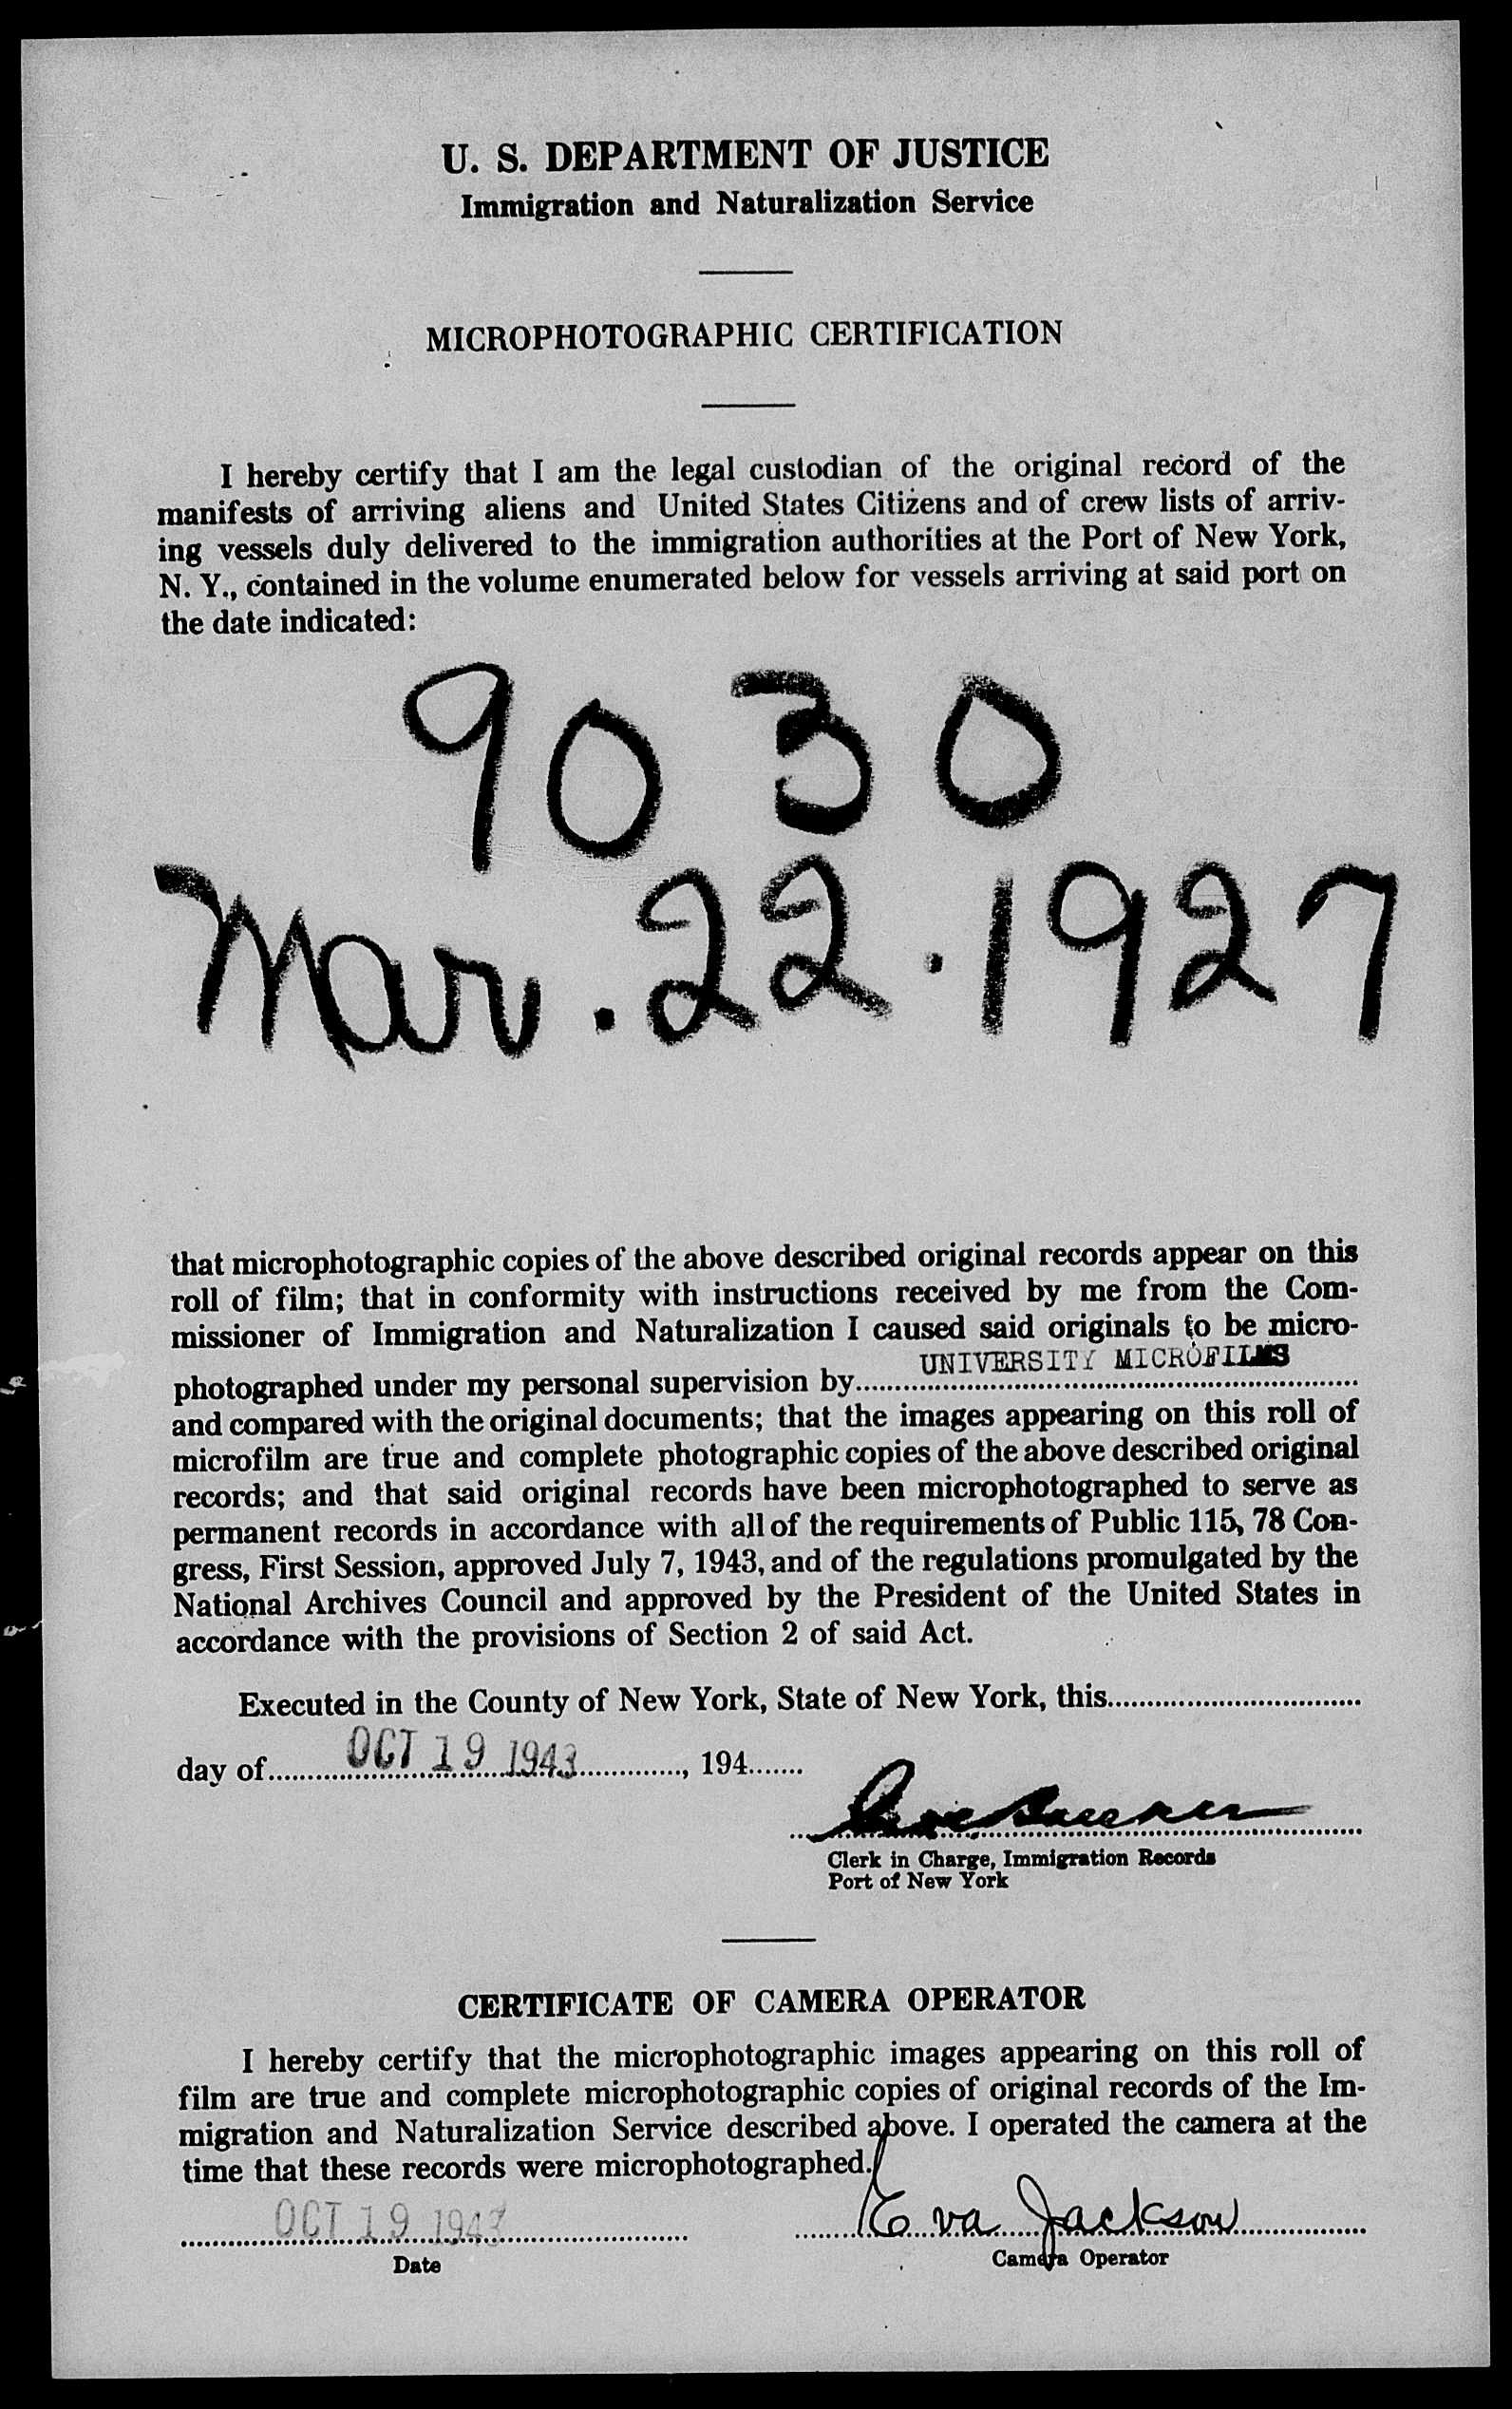 U. S. DEPARTMENT OF JUSTICE
Immigration and Naturalization Service
MICROPHOTOGRAPHIC CERTIFICATION
I hereby certify that I am the legal custodian of the original record of the
manifests of arriving aliens and United States Citizens and of crew lists of arriv-
ing vessels duly delivered to the immigration authorities at the Port of New York,
N. Y., contained in the volume enumerated below for vessels arriving at said port on
the date indicated:
9030
Mar. 22. 1927
that microphotographic copies of the above described original records appear on this
roll of film; that in conformity with instructions received by me from the Com-
missioner of Immigration and Naturalization I caused said originals to be micro-
UNIVERSITY MICROFILMS
photographed under my personal supervision by
and compared with the original documents; that the images appearing on this roll of
microfilm are true and complete photographic copies of the above described original
records; and that said original records have been microphotographed to serve as
permanent records in accordance with all of the requirements of Public 115, 78 Con-
gress, First Session, approved July 7, 1943, and of the regulations promulgated by the
National Archives Council and approved by the President of the United States in
accordance with the provisions of Section 2 of said Act.
Executed in the County of New York, State of New York, this
day of OCT 19 1943, 194
Clerk in Charge, Immigration Records
Port of New York
CERTIFICATE OF CAMERA OPERATOR
I hereby certify that the microphotographic images appearing on this roll of
film are true and complete microphotographic copies of original records of the Im-
migration and Naturalization Service described above. I operated the camera at the
time that these records were microphotographed.
OCT 19 1943 Eva Jackson
Date Camera Operator